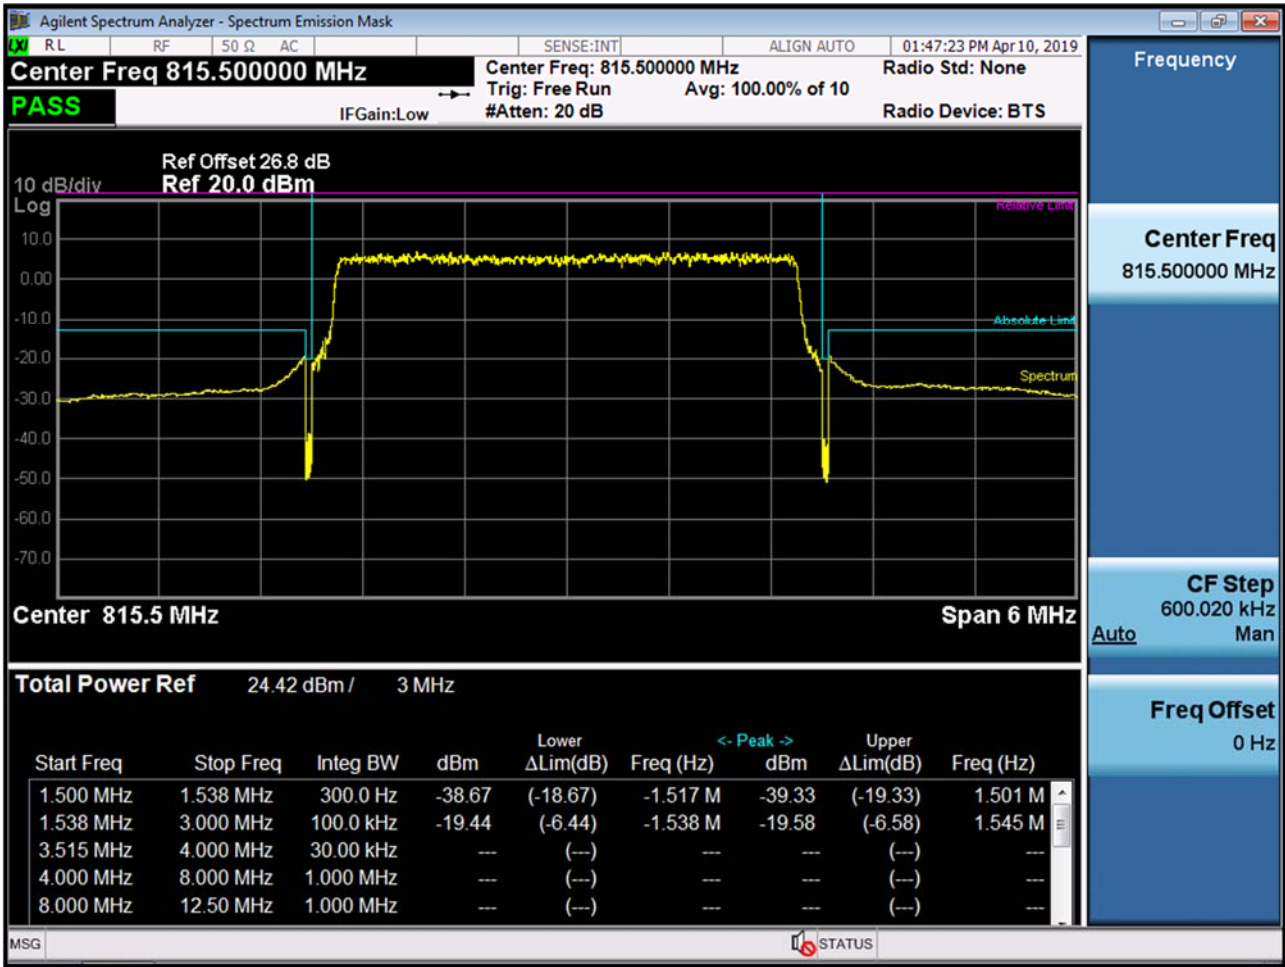 Agilent Spectrum Analyzer - Spectrum Emission Mask
LXI RL RF 50 Ω AC SENSE:INT ALIGN AUTO 01:47:23 PM Apr 10, 2019
Center Freq 815.500000 MHz
Center Freq: 815.500000 MHz
Radio Std: None
Trig: Free Run Avg: 100.00% of 10
PASS
IFGain:Low
#Atten: 20 dB
Radio Device: BTS
Ref Offset 26.8 dB
10 dB/div Ref 20.0 dBm
Log
Relative Limit
10.0
0.00
-10.0
Absolute Limit
-20.0
Spectrum
-30.0
-40.0
-50.0
-60.0
-70.0
Center 815.5 MHz Span 6 MHz
Total Power Ref 24.42 dBm / 3 MHz
Lower <- Peak -> Upper
Start Freq Stop Freq Integ BW dBm ΔLim(dB) Freq (Hz) dBm ΔLim(dB) Freq (Hz)
1.500 MHz 1.538 MHz 300.0 Hz -38.67 (-18.67) -1.517 M -39.33 (-19.33) 1.501 M
1.538 MHz 3.000 MHz 100.0 kHz -19.44 (-6.44) -1.538 M -19.58 (-6.58) 1.545 M
3.515 MHz 4.000 MHz 30.00 kHz --- (---) --- --- (---) ---
4.000 MHz 8.000 MHz 1.000 MHz --- (---) --- --- (---) ---
8.000 MHz 12.50 MHz 1.000 MHz --- (---) --- --- (---) ---
MSG STATUS
Frequency
Center Freq
815.500000 MHz
CF Step
600.020 kHz
Auto Man
Freq Offset
0 Hz